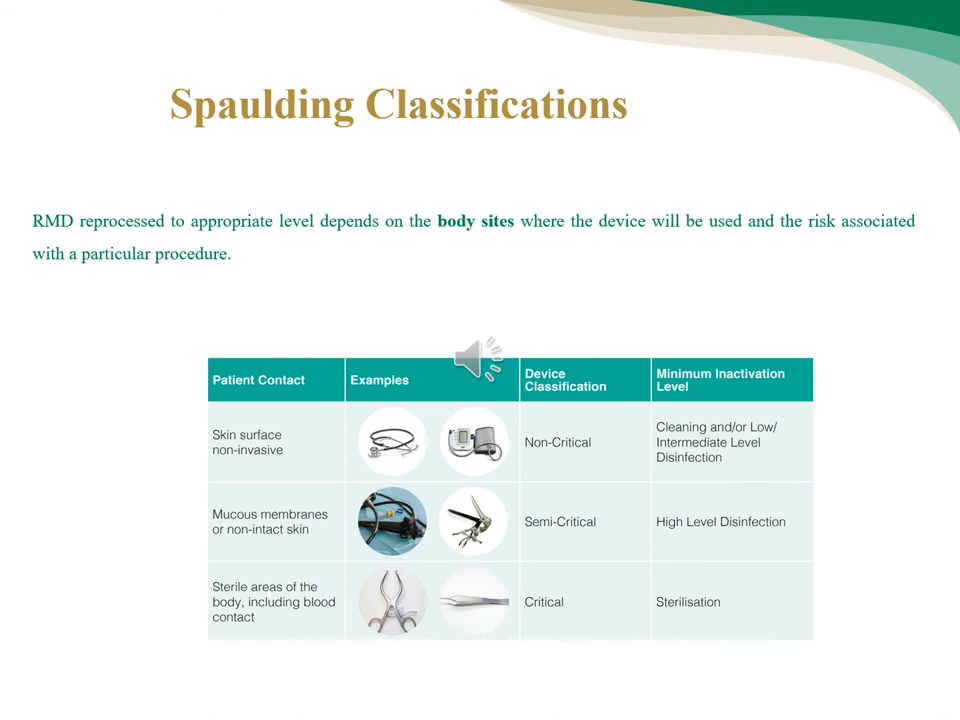 Spaulding Classifications
RMD reprocessed to appropriate level depends on the body sites where the device will be used and the risk associated
with a particular procedure.
Patient Contact
Examples
Device
Classification
Minimum Inactivation
Level
Skin surface
non-invasive
Non-Critical
Cleaning and/or Low/
Intermediate Level
Disinfection
Mucous membranes
or non-intact skin
Semi-Critical
High Level Disinfection
Sterile areas of the
body, including blood
contact
Critical
Sterilisation